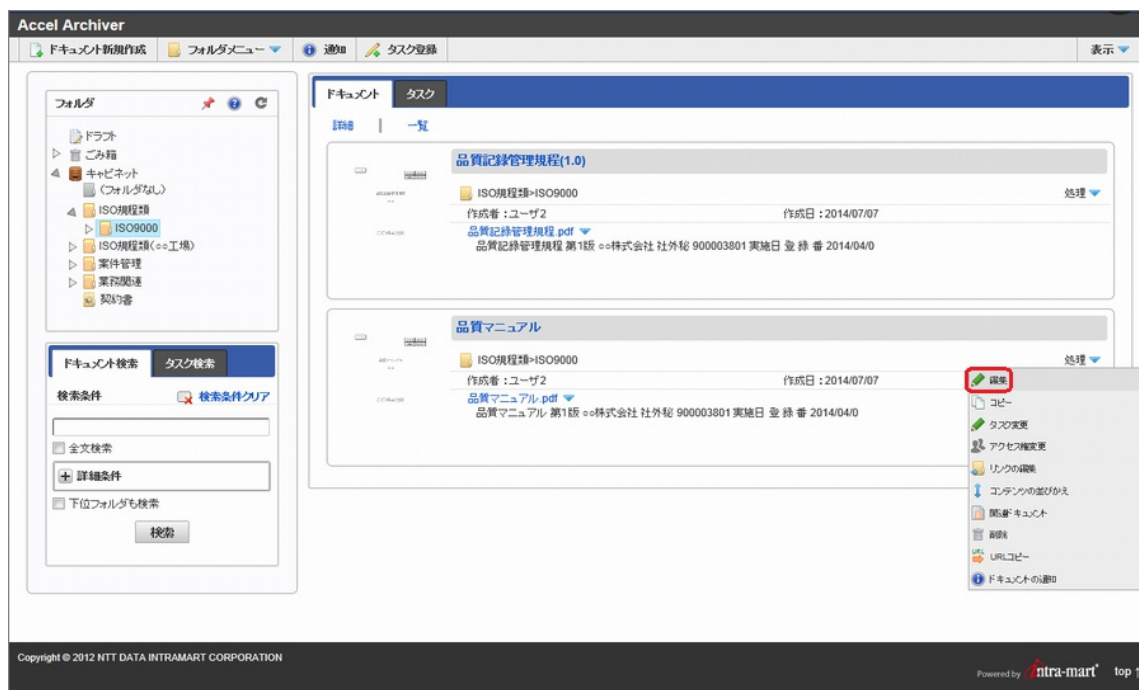 Accel Archiver
ドキュメント新規作成 フォルダメニュー 通知 タスク登録 表示
フォルダ
ドラフト
ごみ箱
キャビネット
(フォルダなし)
ISO規程類
ISO9000
ISO規程類(○○工場)
案件管理
業務関連
契約書
ドキュメント検索 タスク検索
検索条件 検索条件クリア
全文検索
詳細条件
下位フォルダも検索
検索
ドキュメント タスク
詳細 | 一覧
品質記録管理規程(1.0)
ISO規程類>ISO9000 処理
作成者:ユーザ2 作成日:2014/07/07
品質記録管理規程.pdf
品質記録管理規程 第1版 ○○株式会社 社外秘 900003801 実施日 登 録 番 2014/04/0
品質マニュアル
ISO規程類>ISO9000 処理
作成者:ユーザ2 作成日:2014/07/07
品質マニュアル.pdf
品質マニュアル 第1版 ○○株式会社 社外秘 900003801 実施日 登 録 番 2014/04/0
編集
コピー
タスク変更
アクセス権変更
リンクの編集
コンテンツの並びかえ
関連ドキュメント
削除
URLコピー
ドキュメントの通知
Copyright © 2012 NTT DATA INTRAMART CORPORATION
Powered by intra-mart top ↑